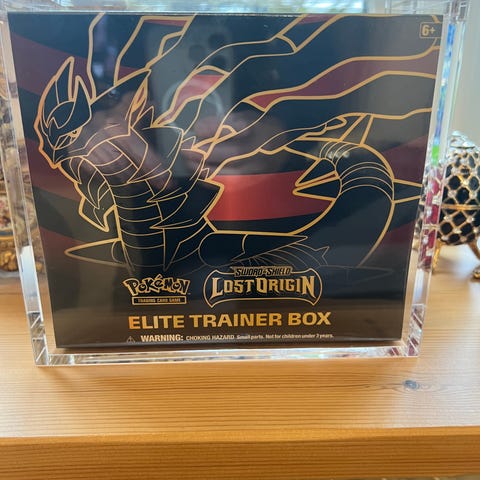 6+
POKéMON
TRADING CARD GAME
SWORD & SHIELD
LOST ORIGIN
ELITE TRAINER BOX
WARNING: CHOKING HAZARD. Small parts. Not for children under 3 years.